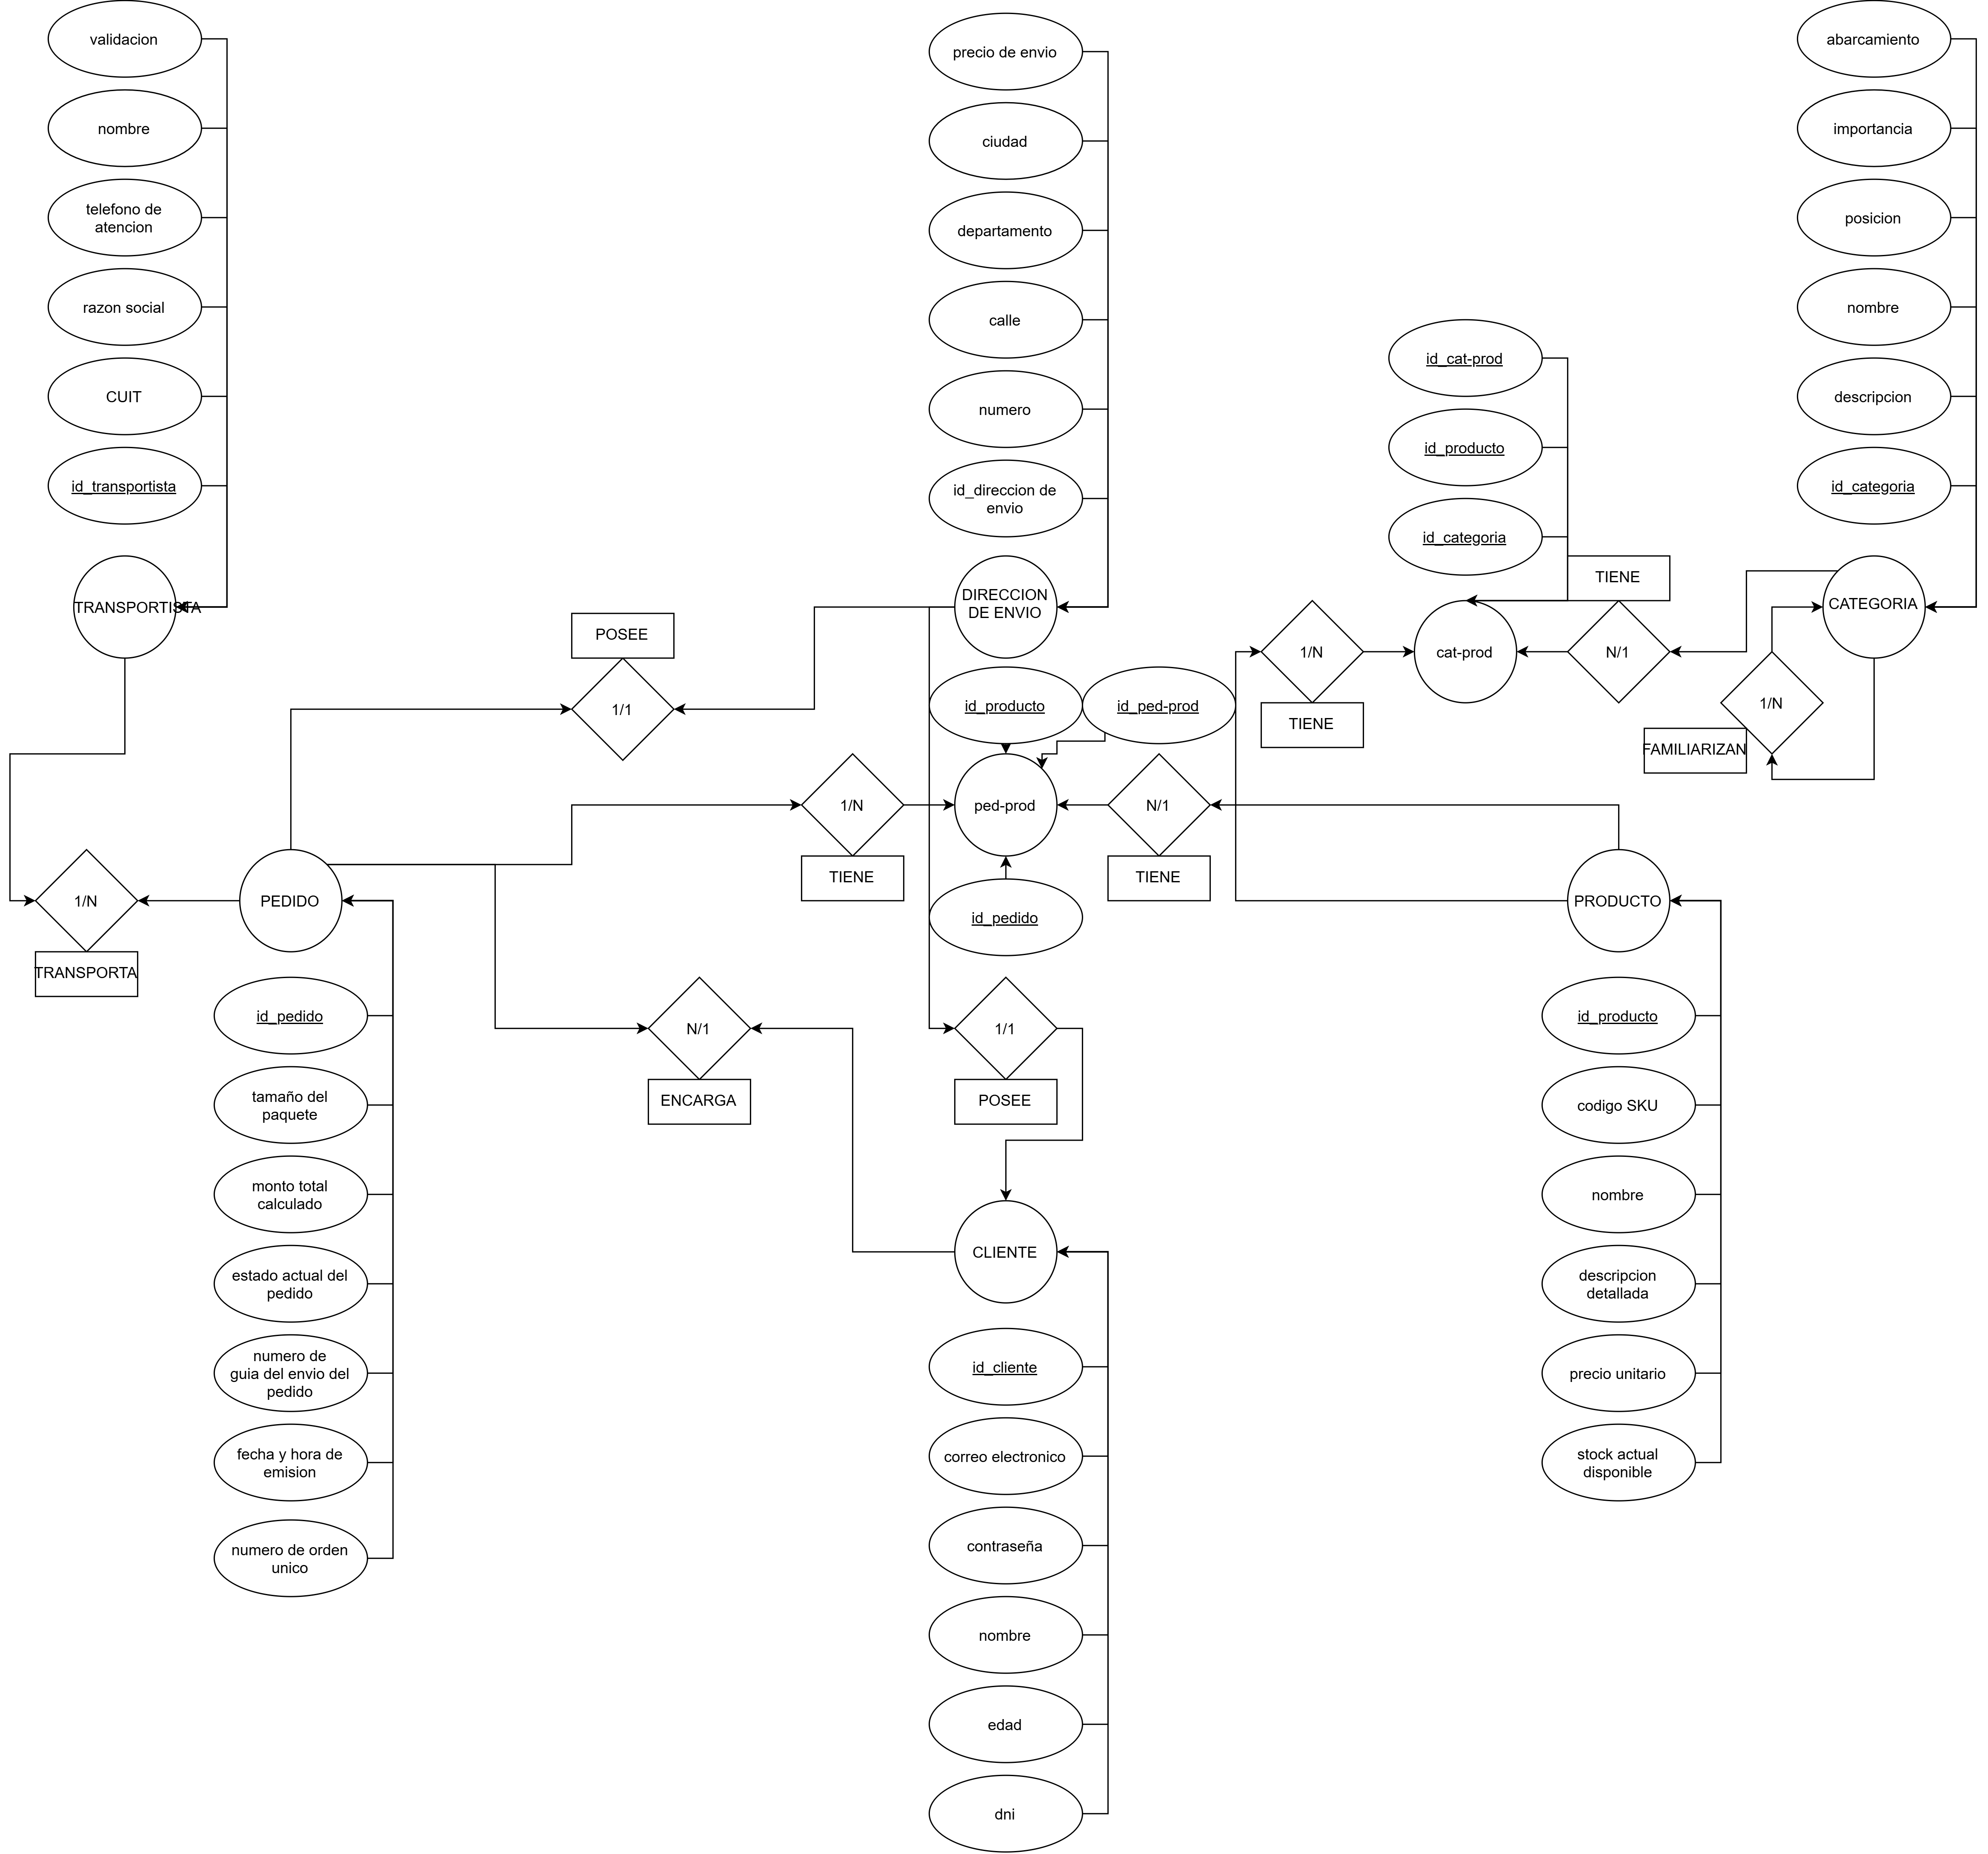 validacion
nombre
telefono de
atencion
razon social
CUIT
id_transportista
TRANSPORTISTA
precio de envio
ciudad
departamento
calle
numero
id_direccion de
envio
DIRECCION
DE ENVIO
abarcamiento
importancia
posicion
nombre
descripcion
id_categoria
CATEGORIA
id_cat-prod
id_producto
id_categoria
TIENE
1/N
cat-prod
N/1
TIENE
1/N
FAMILIARIZAN
POSEE
1/1
id_producto
id_ped-prod
1/N
ped-prod
N/1
TIENE
TIENE
id_pedido
1/N
TRANSPORTA
PEDIDO
PRODUCTO
N/1
ENCARGA
1/1
POSEE
id_pedido
tamaño del
paquete
monto total
calculado
estado actual del
pedido
numero de
guia del envio del
pedido
fecha y hora de
emision
numero de orden
unico
CLIENTE
id_cliente
correo electronico
contraseña
nombre
edad
dni
id_producto
codigo SKU
nombre
descripcion
detallada
precio unitario
stock actual
disponible